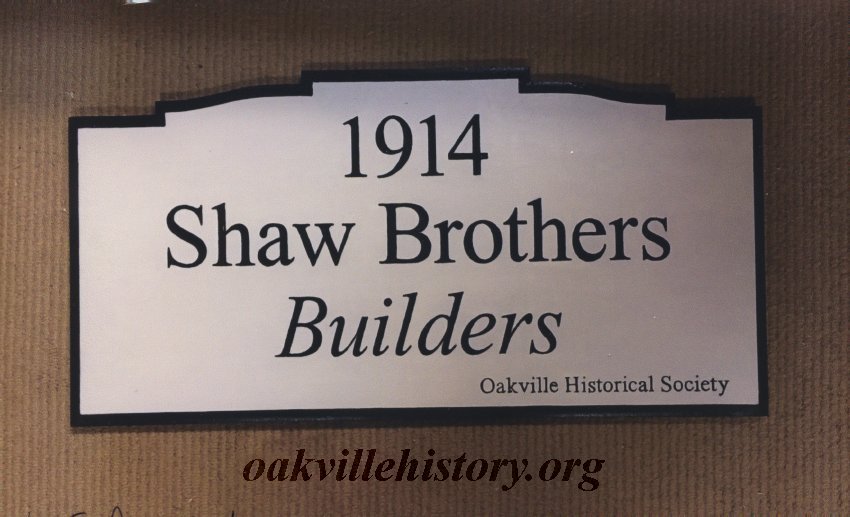 1914
Shaw Brothers
Builders
Oakville Historical Society
oakvillehistory.org